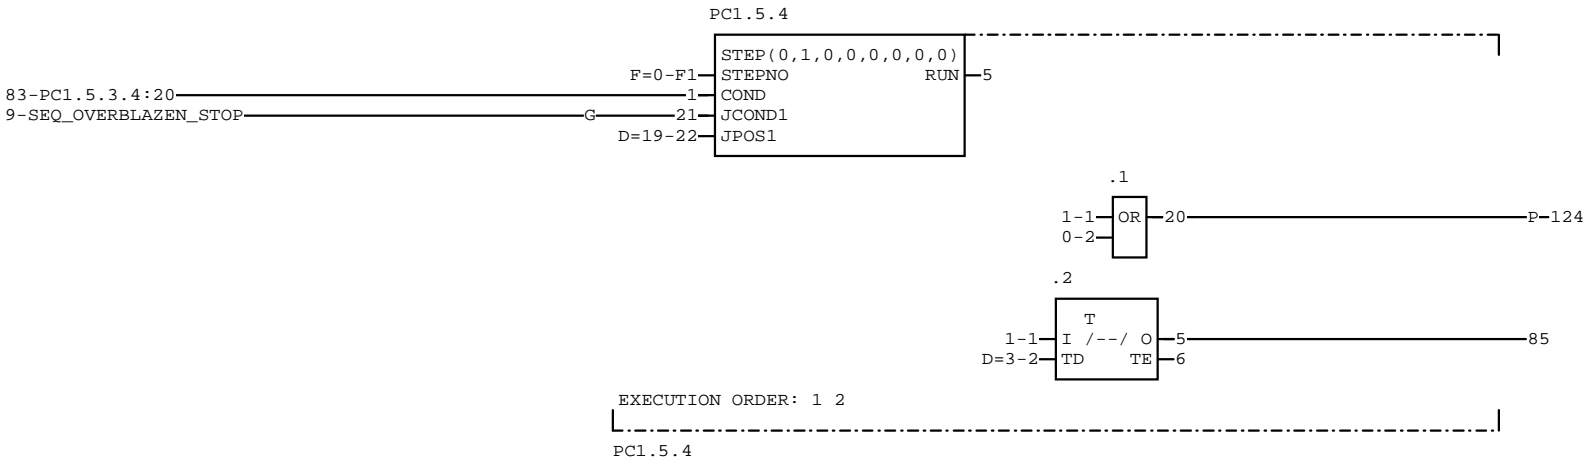 PC1.5.4
STEP(0,1,0,0,0,0,0,0)
F=0-F1 STEPNO RUN 5
83-PC1.5.3.4:20 1 COND
9-SEQ_OVERBLAZEN_STOP G 21 JCOND1
D=19-22 JPOS1
.1
1-1 OR 20 P-124
0-2
.2
T
1-1 I /--/ O 5 85
D=3-2 TD TE 6
EXECUTION ORDER: 1 2
PC1.5.4